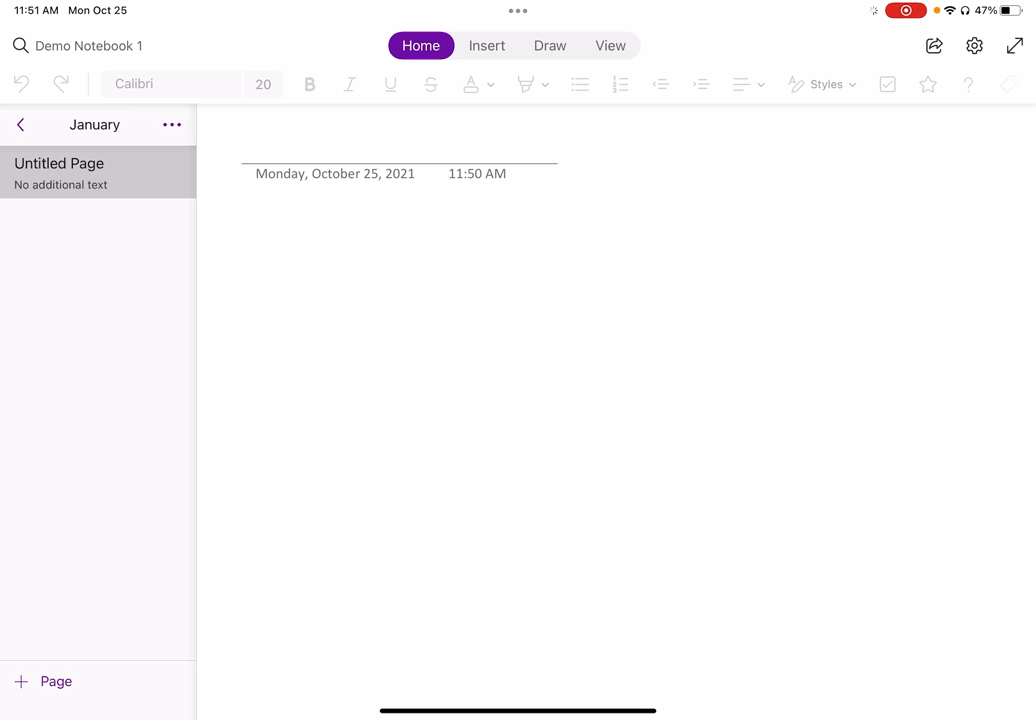 11:51 AM Mon Oct 25
47%
Demo Notebook 1
Home Insert Draw View
Calibri 20 B I U S A Styles ?
January
Untitled Page
No additional text
Monday, October 25, 2021 11:50 AM
+ Page